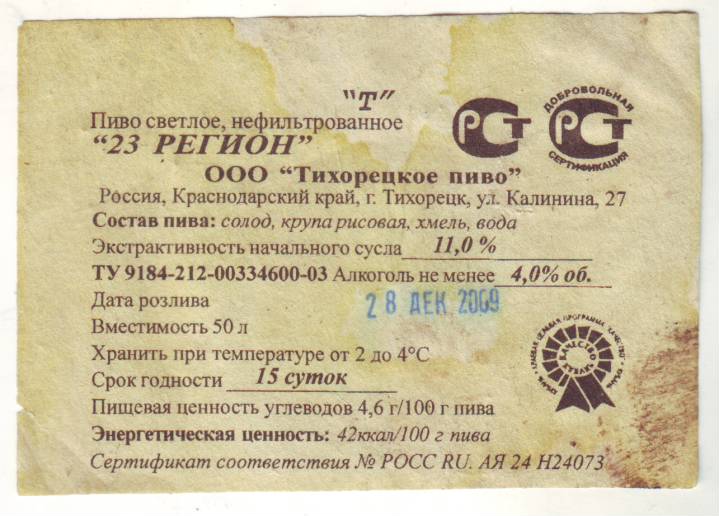 "Т"
Пиво светлое, нефильтрованное
"23 РЕГИОН"
РСТ
ДОБРОВОЛЬНАЯ
РСТ
СЕРТИФИКАЦИЯ
ООО "Тихорецкое пиво"
Россия, Краснодарский край, г. Тихорецк, ул. Калинина, 27
Состав пива: солод, крупа рисовая, хмель, вода
Экстрактивность начального сусла 11,0 %
ТУ 9184-212-00334600-03 Алкоголь не менее 4,0% об.
Дата розлива 28 ДЕК 2009
Вместимость 50 л
Хранить при температуре от 2 до 4°С
Срок годности 15 суток
КАЧЕСТВО
Пищевая ценность углеводов 4,6 г/100 г пива
Энергетическая ценность: 42ккал/100 г пива
Сертификат соответствия № РОСС RU. АЯ 24 Н24073